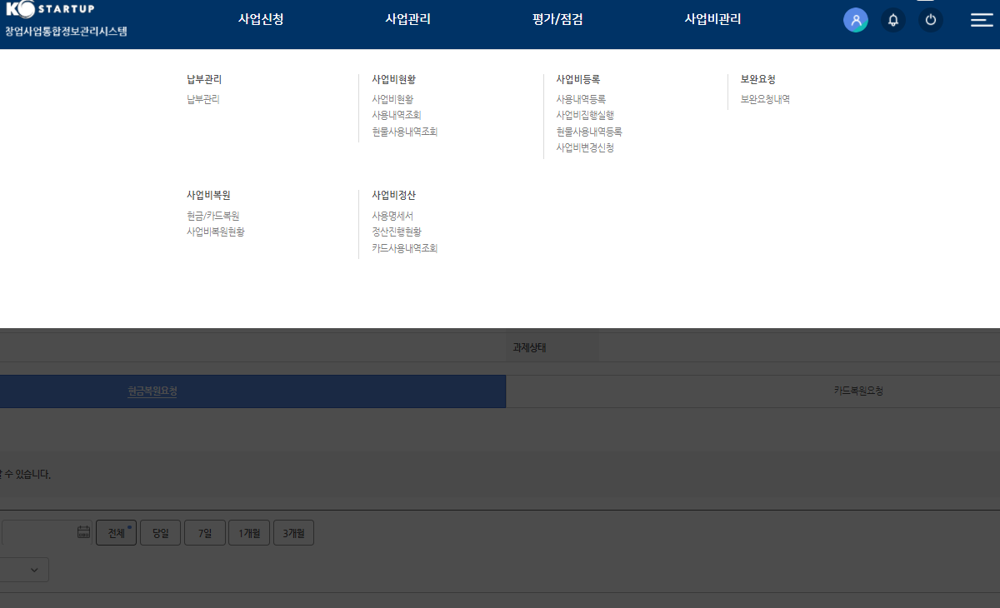 K STARTUP
창업사업통합정보관리시스템
사업신청
사업관리
평가/점검
사업비관리
납부관리
납부관리
사업비현황
사업비현황
사용내역조회
현물사용내역조회
사업비등록
사용내역등록
사업비집행실행
현물사용내역등록
사업비변경신청
보완요청
보완요청내역
사업비복원
현금/카드복원
사업비복원현황
사업비정산
사용명세서
정산진행현황
카드사용내역조회
과제상태
현금복원요청
카드복원요청
수 있습니다.
전체
당일
7일
1개월
3개월